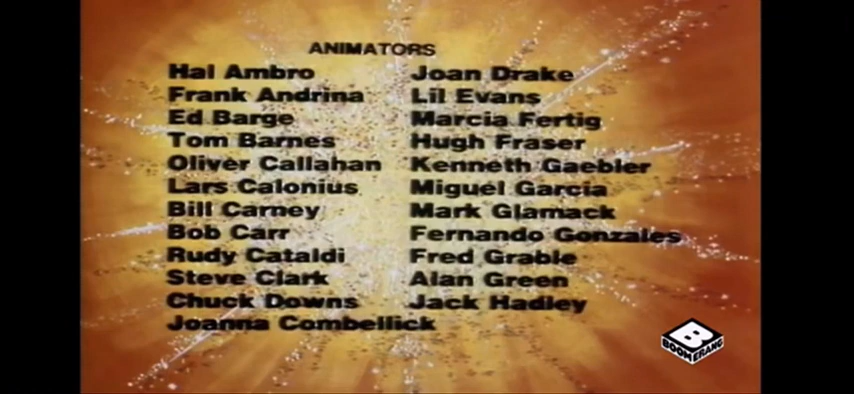 ANIMATORS
Hal Ambro
Frank Andrina
Ed Barge
Tom Barnes
Oliver Callahan
Lars Calonius
Bill Carney
Bob Carr
Rudy Cataldi
Steve Clark
Chuck Downs
Joanna Combellick
Joan Drake
Lil Evans
Marcia Fertig
Hugh Fraser
Kenneth Gaebler
Miguel Garcia
Mark Glamack
Fernando Gonzales
Fred Grable
Alan Green
Jack Hadley
B
BOOMERANG